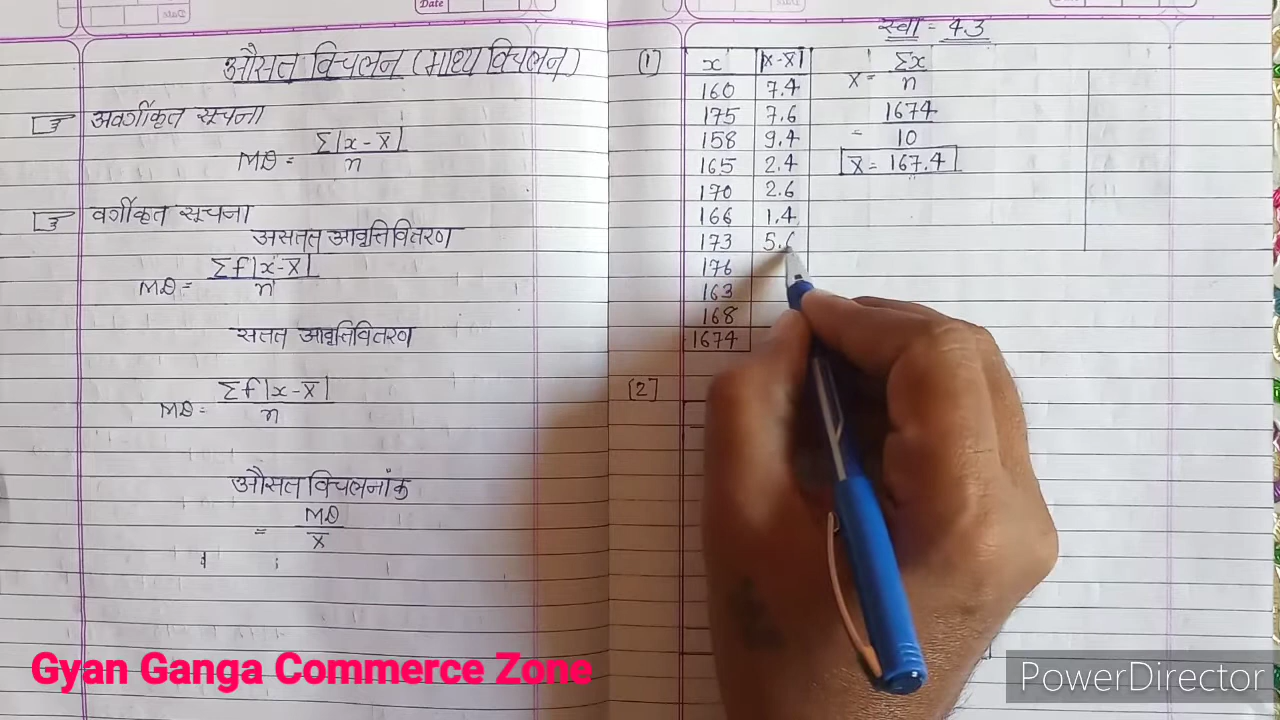 Date
Date
औसत विचलन (माध्य विचलन)
अवर्गीकृत सूचना
MD = Σ|x-x̅| / n
वर्गीकृत सूचना
असतत आवृत्तिवितरण
MD = Σf|x-x̅| / n
सतत आवृत्तिवितरण
MD = Σf|x-x̅| / n
औसत विचलनांक
= MD / x̅
स्वा = 4.3
(1)
x |x-x̅|
160 7.4
175 7.6
158 9.4
165 2.4
170 2.6
166 1.4
173 5.6
176
163
168
1674
x̅ = Σx / n
= 1674 / 10
x̅ = 167.4
[2]
Gyan Ganga Commerce Zone
PowerDirector